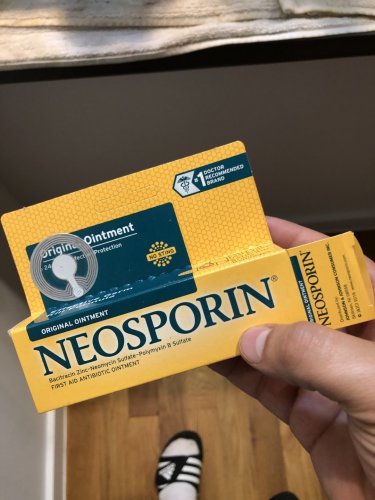 #1 DOCTOR
RECOMMENDED
BRAND
Original Ointment
Protection
NO STING
ORIGINAL OINTMENT
NEOSPORIN®
Bacitracin Zinc•Neomycin Sulfate•Polymyxin B Sulfate
FIRST AID ANTIBIOTIC OINTMENT
NEOSPORIN